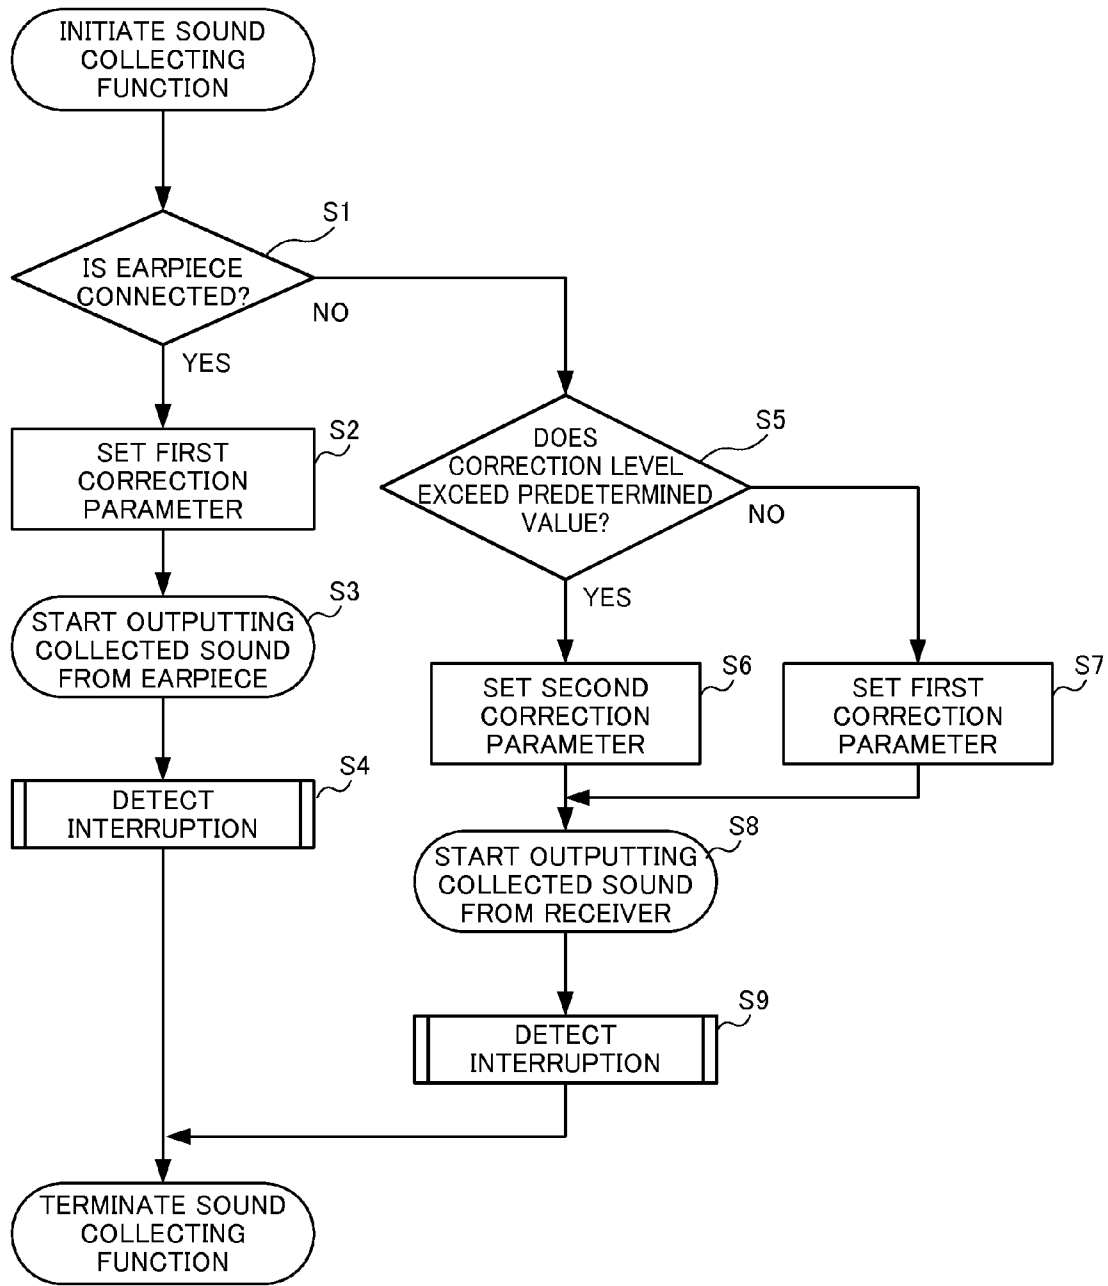 INITIATE SOUND
COLLECTING
FUNCTION
S1
IS EARPIECE
CONNECTED?
NO
YES
S2
SET FIRST
CORRECTION
PARAMETER
S3
START OUTPUTTING
COLLECTED SOUND
FROM EARPIECE
S4
DETECT
INTERRUPTION
S5
DOES
CORRECTION LEVEL
EXCEED PREDETERMINED
VALUE?
NO
YES
S6
SET SECOND
CORRECTION
PARAMETER
S7
SET FIRST
CORRECTION
PARAMETER
S8
START OUTPUTTING
COLLECTED SOUND
FROM RECEIVER
S9
DETECT
INTERRUPTION
TERMINATE SOUND
COLLECTING
FUNCTION